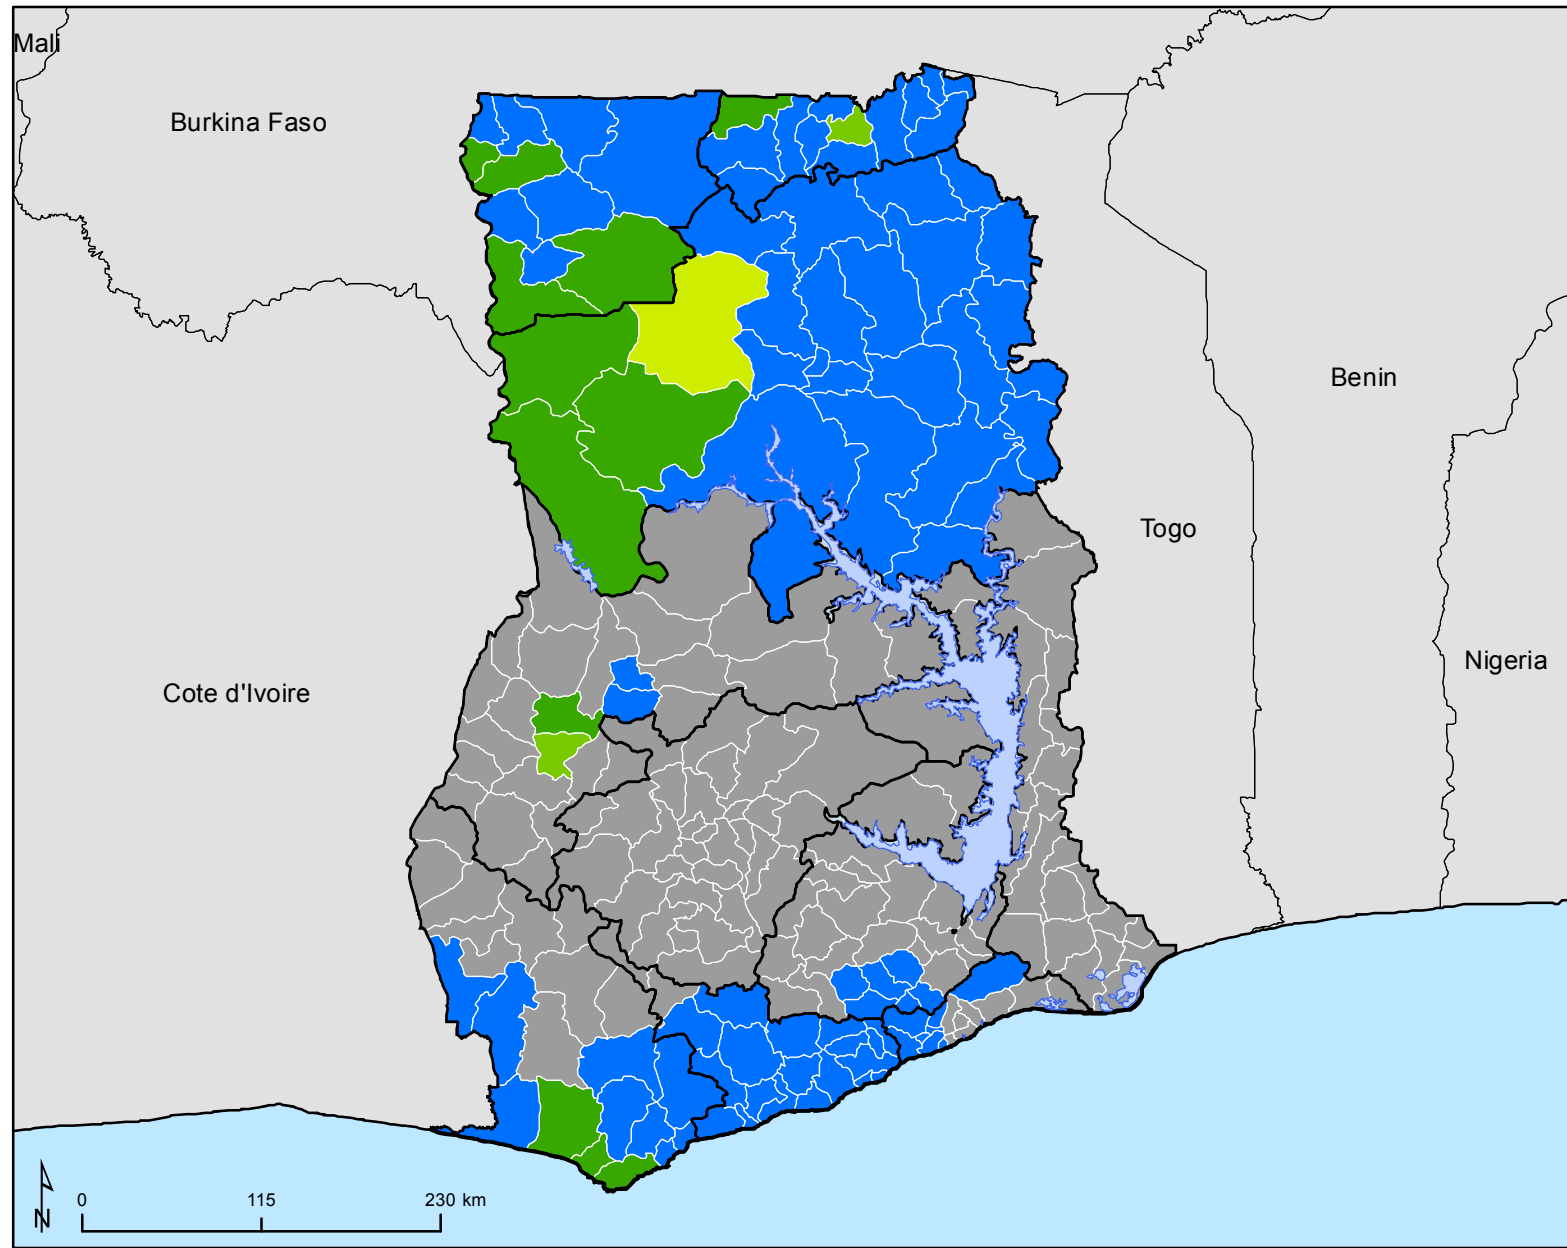 Mali
Burkina Faso
Benin
Togo
Nigeria
Cote d'Ivoire
0 115 230 km
N